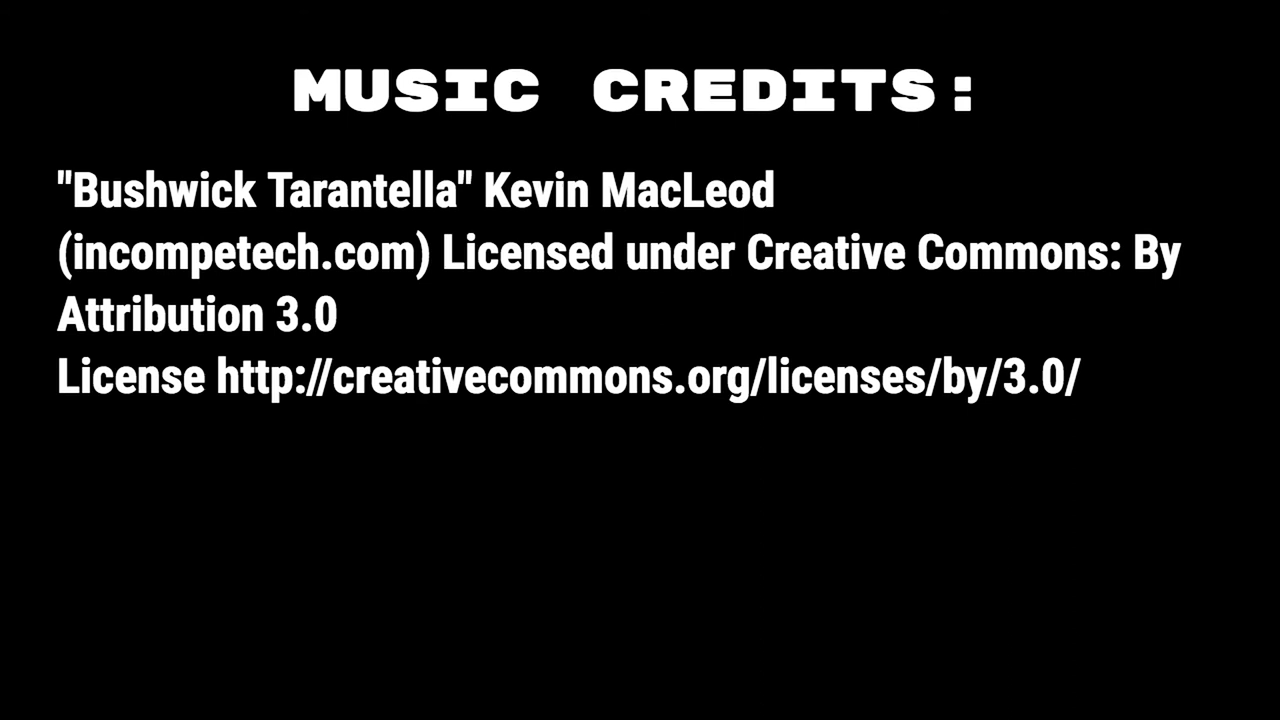 MUSIC CREDITS:
"Bushwick Tarantella" Kevin MacLeod
(incompetech.com) Licensed under Creative Commons: By
Attribution 3.0
License http://creativecommons.org/licenses/by/3.0/